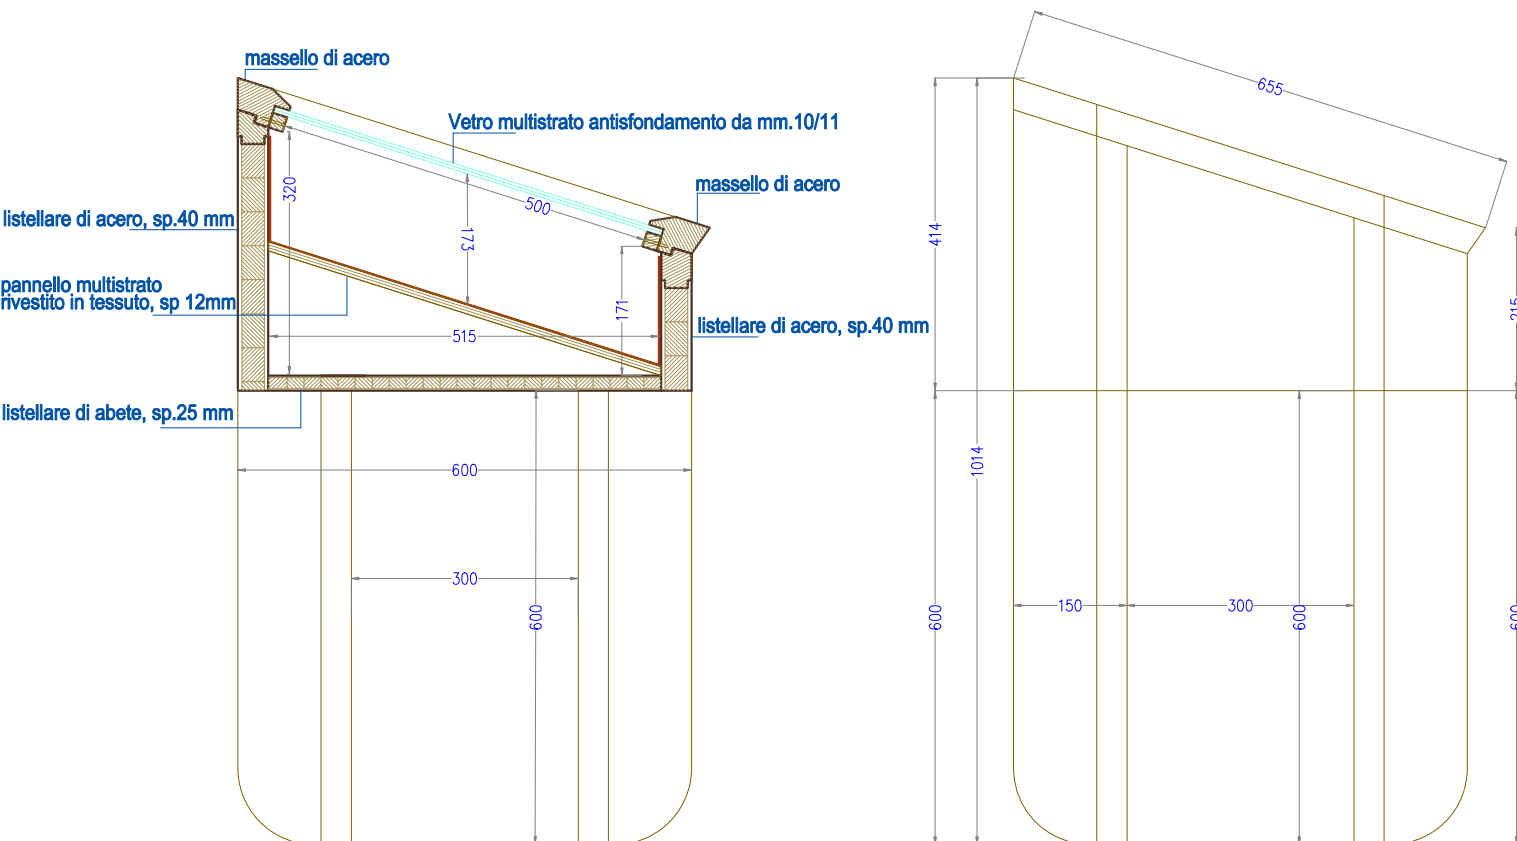 massello di acero
655
Vetro multistrato antisfondamento da mm.10/11
massello di acero
320
500
listellare di acero, sp.40 mm
173
414
pannello multistrato
rivestito in tessuto, sp 12mm
171
215
listellare di acero, sp.40 mm
515
listellare di abete, sp.25 mm
600
1014
300
600
600
150
300
600
600